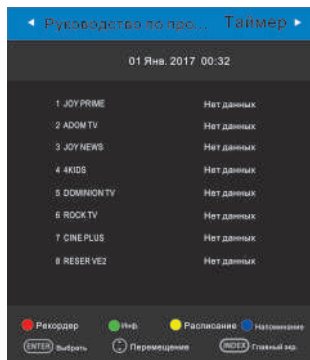 Руководство по про... Таймер
01 Янв. 2017 00:32
1 JOY PRIME Нет данных
2 ADOM TV Нет данных
3 JOY NEWS Нет данных
4 4KIDS Нет данных
5 DOMINION TV Нет данных
6 ROCK TV Нет данных
7 CINE PLUS Нет данных
8 RESERVE2 Нет данных
Рекордер Инф. Расписание Напоминание
ENTER Выбрать Перемещение INDEX Главный экр.